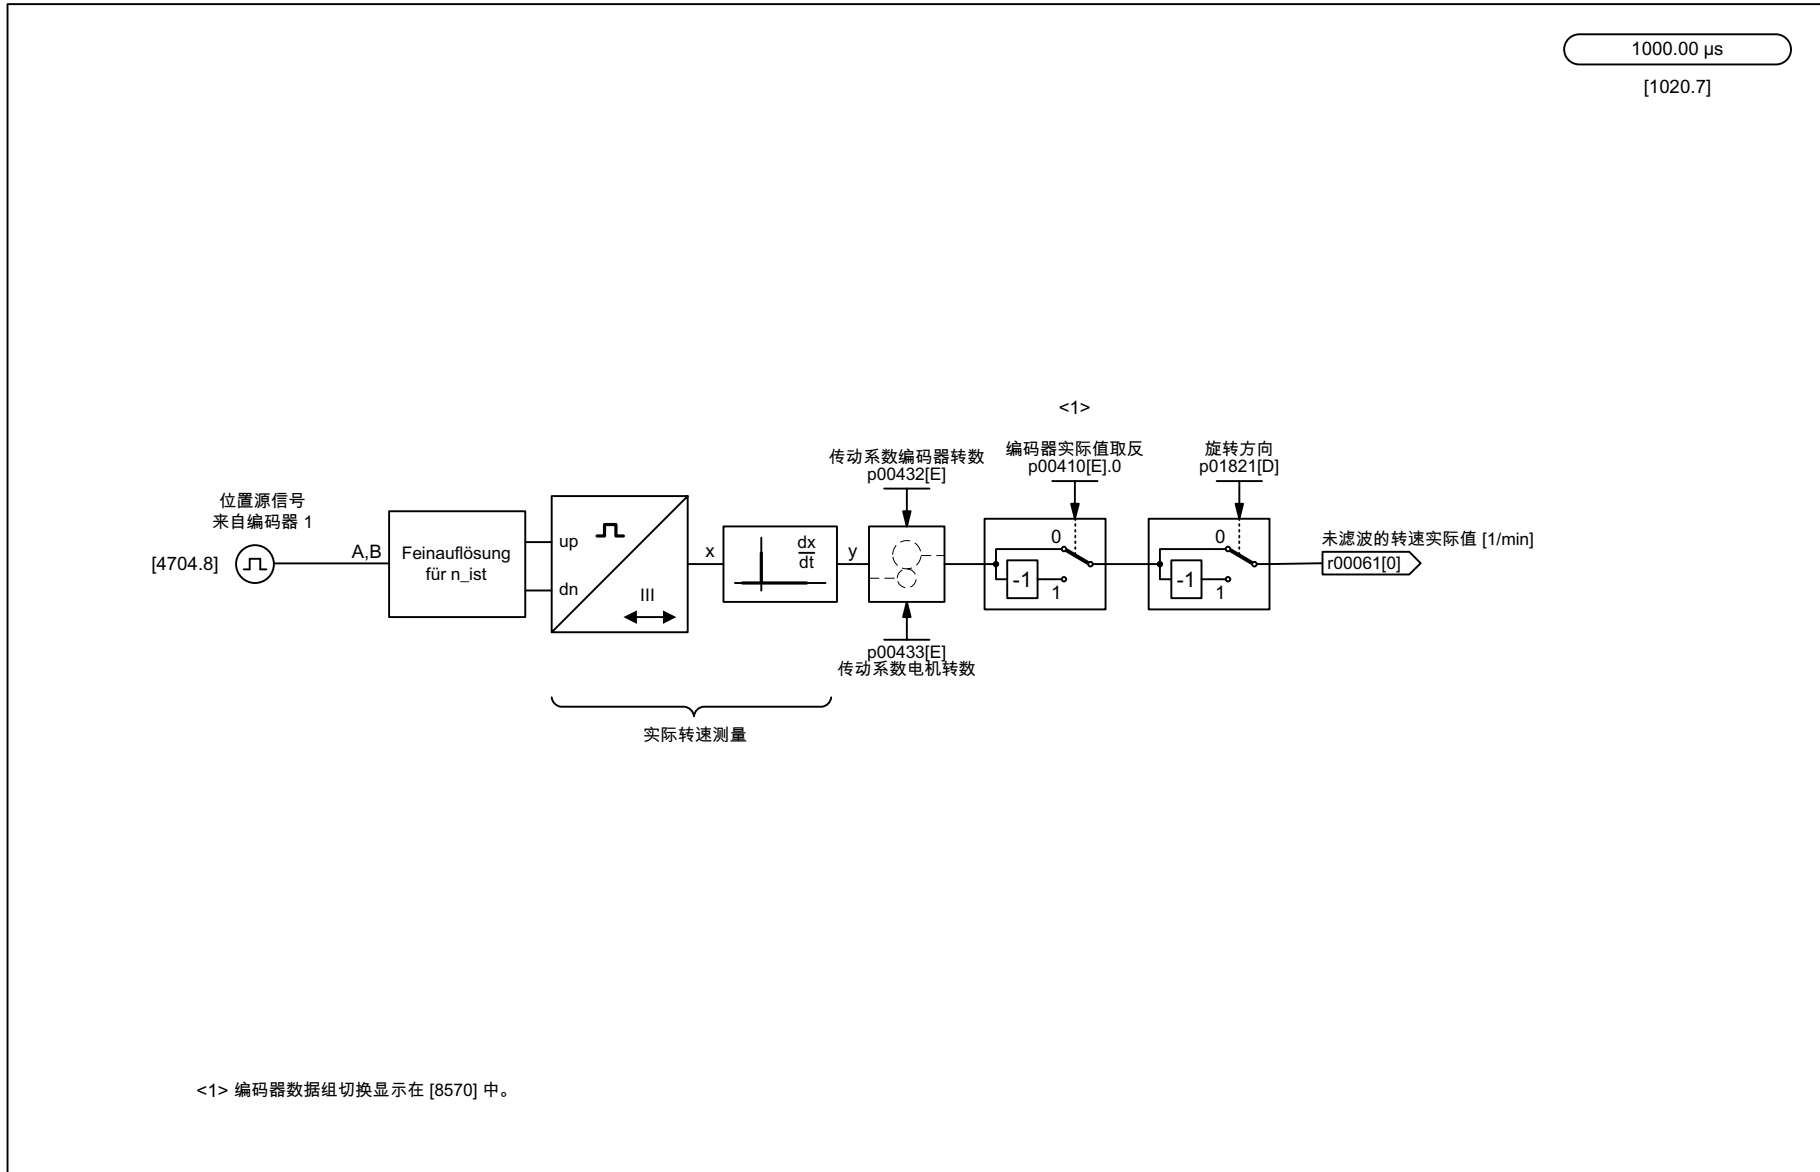 1000.00 µs
[1020.7]
<1>
编码器实际值取反
p00410[E].0
旋转方向
p01821[D]
传动系数编码器转数
p00432[E]
位置源信号
来自编码器 1
[4704.8]
A,B
Feinauflösung
für n_ist
up
dn
III
x
dx
dt
y
0
-1
1
0
-1
1
未滤波的转速实际值 [1/min]
r00061[0]
p00433[E]
传动系数电机转数
实际转速测量
<1> 编码器数据组切换显示在 [8570] 中。